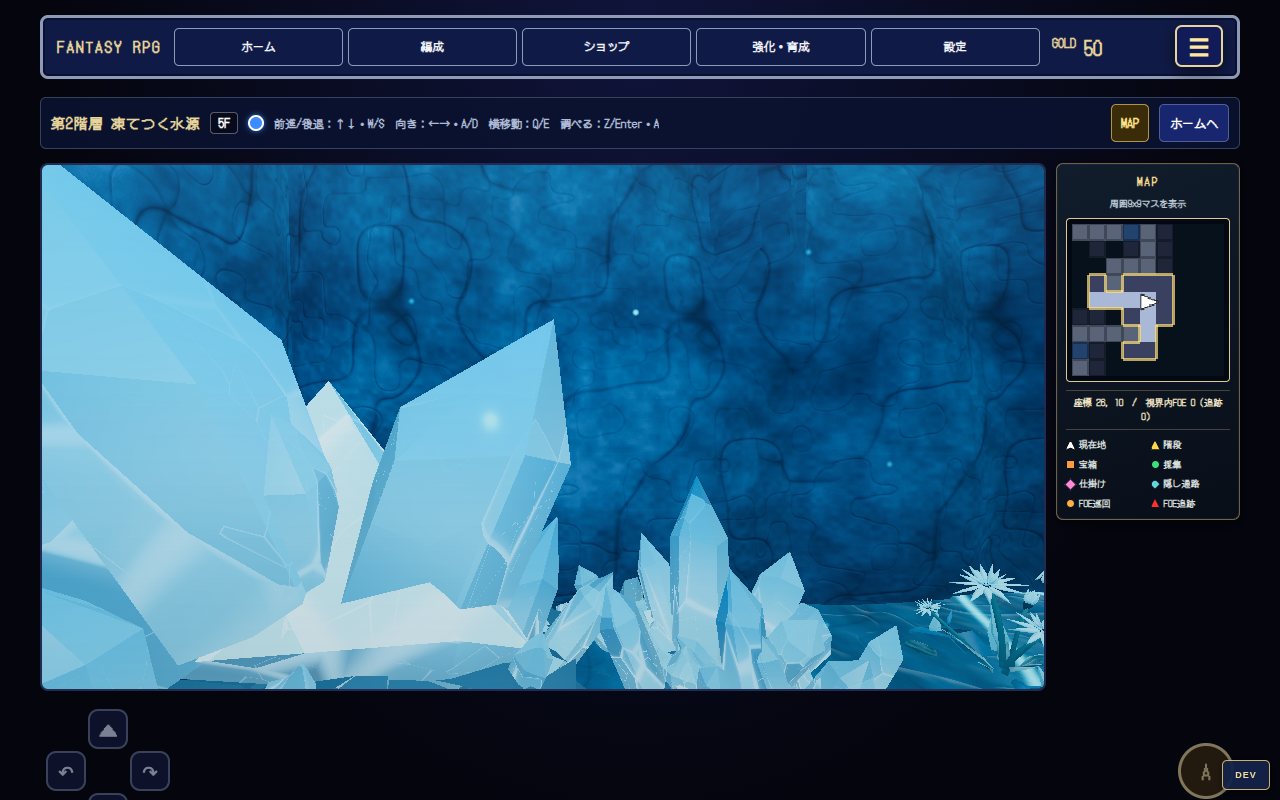 FANTASY RPG ホーム 編成 ショップ 強化・育成 設定 GOLD 50
第2階層 凍てつく水源 5F 前進/後退：↑↓・W/S 向き：←→・A/D 横移動：Q/E 調べる：Z/Enter・A MAP ホームへ
MAP
周囲9x9マスを表示
座標 26, 10 / 視界内FOE 0（追跡
0）
現在地 階段
宝箱 採集
仕掛け 隠し通路
FOE巡回 FOE追跡
A DEV